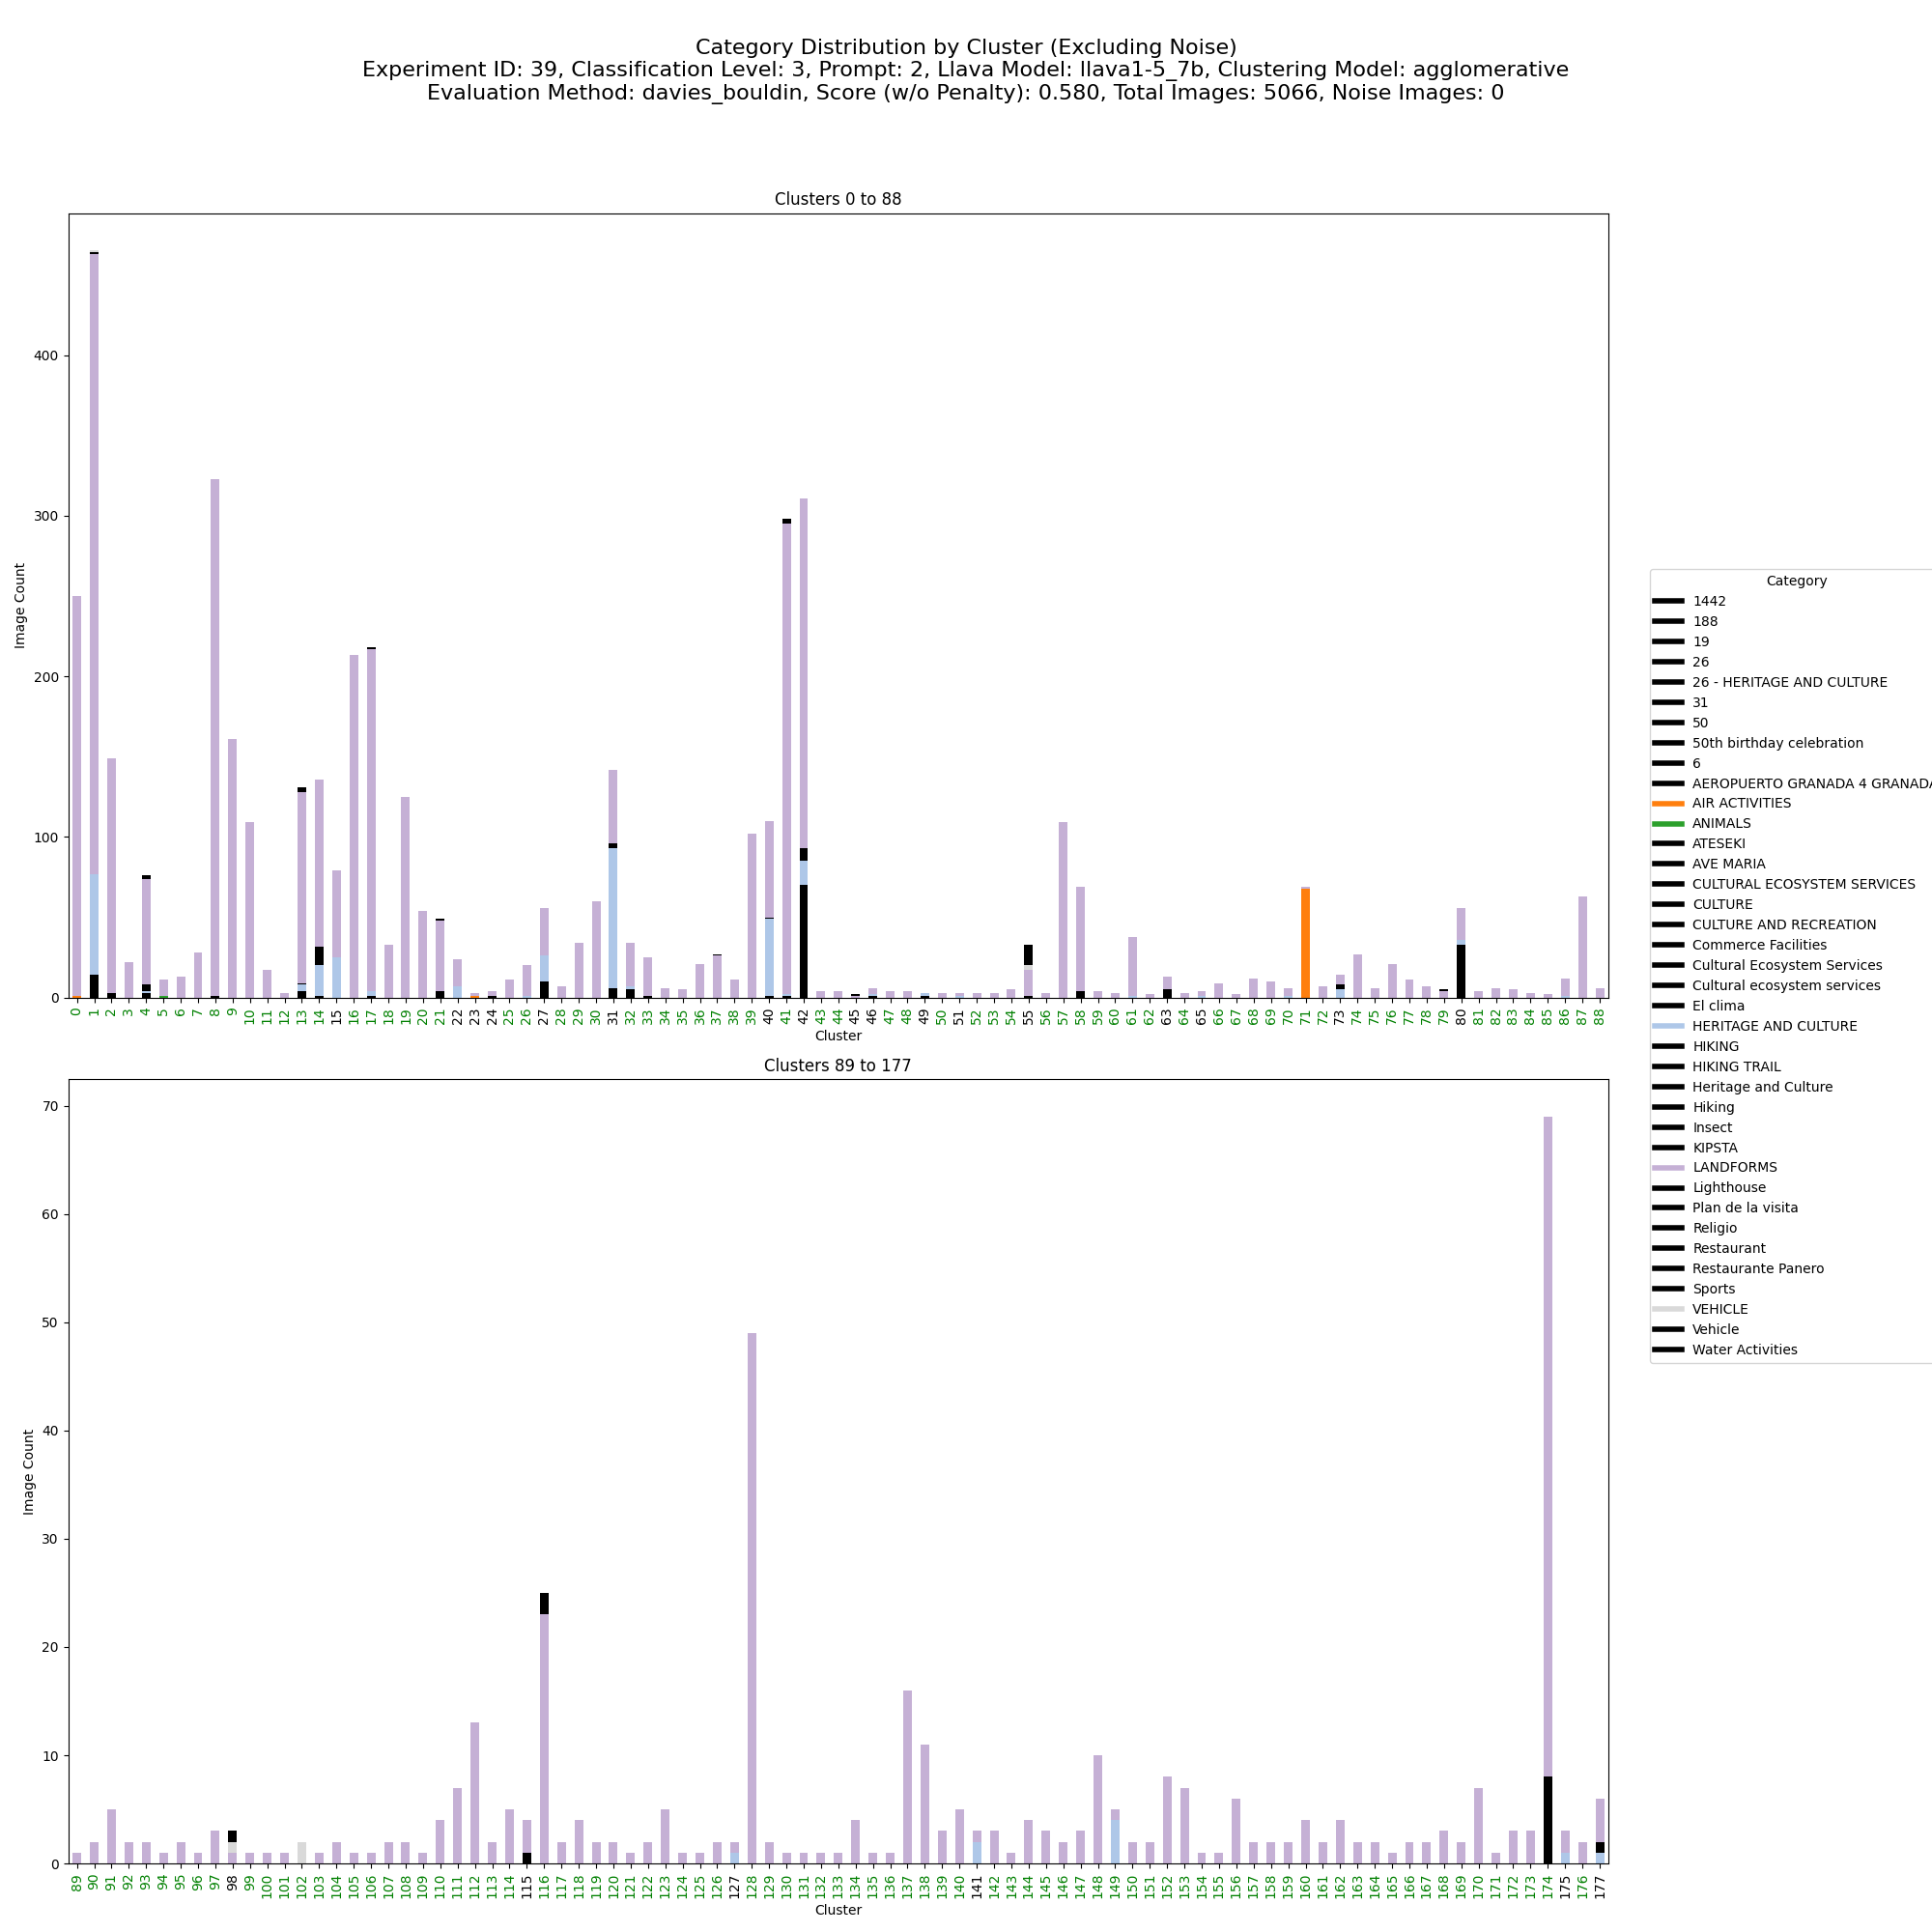 Category Distribution by Cluster (Excluding Noise)
Experiment ID: 39, Classification Level: 3, Prompt: 2, Llava Model: llava1-5_7b, Clustering Model: agglomerative
Evaluation Method: davies_bouldin, Score (w/o Penalty): 0.580, Total Images: 5066, Noise Images: 0
Clusters 0 to 88
Image Count
400
300
200
100
0
0 1 2 3 4 5 6 7 8 9 10 11 12 13 14 15 16 17 18 19 20 21 22 23 24 25 26 27 28 29 30 31 32 33 34 35 36 37 38 39 40 41 42 43 44 45 46 47 48 49 50 51 52 53 54 55 56 57 58 59 60 61 62 63 64 65 66 67 68 69 70 71 72 73 74 75 76 77 78 79 80 81 82 83 84 85 86 87 88
Cluster
Clusters 89 to 177
Image Count
70
60
50
40
30
20
10
0
89 90 91 92 93 94 95 96 97 98 99 100 101 102 103 104 105 106 107 108 109 110 111 112 113 114 115 116 117 118 119 120 121 122 123 124 125 126 127 128 129 130 131 132 133 134 135 136 137 138 139 140 141 142 143 144 145 146 147 148 149 150 151 152 153 154 155 156 157 158 159 160 161 162 163 164 165 166 167 168 169 170 171 172 173 174 175 176 177
Cluster
Category
1442
188
19
26
26 - HERITAGE AND CULTURE
31
50
50th birthday celebration
6
AEROPUERTO GRANADA 4 GRANADA
AIR ACTIVITIES
ANIMALS
ATESEKI
AVE MARIA
CULTURAL ECOSYSTEM SERVICES
CULTURE
CULTURE AND RECREATION
Commerce Facilities
Cultural Ecosystem Services
Cultural ecosystem services
El clima
HERITAGE AND CULTURE
HIKING
HIKING TRAIL
Heritage and Culture
Hiking
Insect
KIPSTA
LANDFORMS
Lighthouse
Plan de la visita
Religio
Restaurant
Restaurante Panero
Sports
VEHICLE
Vehicle
Water Activities